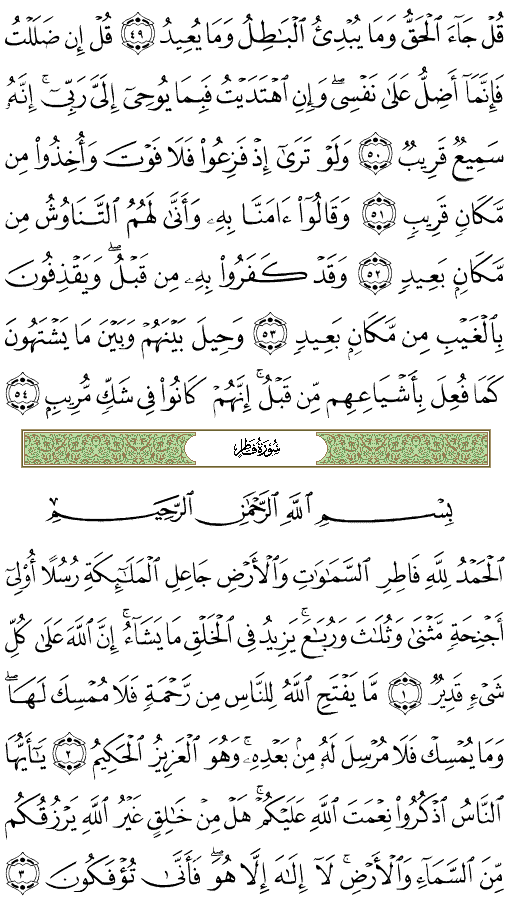 قُلْ جَآءَ ٱلْحَقُّ وَمَا يُبْدِئُ ٱلْبَٰطِلُ وَمَا يُعِيدُ ٤٩ قُلْ إِن ضَلَلْتُ
فَإِنَّمَآ أَضِلُّ عَلَىٰ نَفْسِى ۖ وَإِنِ ٱهْتَدَيْتُ فَبِمَا يُوحِىٓ إِلَىَّ رَبِّىٓ ۚ إِنَّهُۥ
سَمِيعٌ قَرِيبٌ ٥٠ وَلَوْ تَرَىٰٓ إِذْ فَزِعُوا۟ فَلَا فَوْتَ وَأُخِذُوا۟ مِن
مَّكَانٍ قَرِيبٍ ٥١ وَقَالُوٓا۟ ءَامَنَّا بِهِۦ وَأَنَّىٰ لَهُمُ ٱلتَّنَاوُشُ مِن
مَّكَانٍۭ بَعِيدٍ ٥٢ وَقَدْ كَفَرُوا۟ بِهِۦ مِن قَبْلُ ۖ وَيَقْذِفُونَ
بِٱلْغَيْبِ مِن مَّكَانٍۭ بَعِيدٍ ٥٣ وَحِيلَ بَيْنَهُمْ وَبَيْنَ مَا يَشْتَهُونَ
كَمَا فُعِلَ بِأَشْيَاعِهِم مِّن قَبْلُ ۚ إِنَّهُمْ كَانُوا۟ فِى شَكٍّ مُّرِيبٍۭ ٥٤
سُورَةُ فَاطِرٍ
بِسْمِ ٱللَّهِ ٱلرَّحْمَٰنِ ٱلرَّحِيمِ
ٱلْحَمْدُ لِلَّهِ فَاطِرِ ٱلسَّمَٰوَٰتِ وَٱلْأَرْضِ جَاعِلِ ٱلْمَلَٰٓئِكَةِ رُسُلًا أُو۟لِىٓ
أَجْنِحَةٍ مَّثْنَىٰ وَثُلَٰثَ وَرُبَٰعَ ۚ يَزِيدُ فِى ٱلْخَلْقِ مَا يَشَآءُ ۚ إِنَّ ٱللَّهَ عَلَىٰ كُلِّ
شَىْءٍ قَدِيرٌ ١ مَّا يَفْتَحِ ٱللَّهُ لِلنَّاسِ مِن رَّحْمَةٍ فَلَا مُمْسِكَ لَهَا ۖ
وَمَا يُمْسِكْ فَلَا مُرْسِلَ لَهُۥ مِنۢ بَعْدِهِۦ ۚ وَهُوَ ٱلْعَزِيزُ ٱلْحَكِيمُ ٢ يَٰٓأَيُّهَا
ٱلنَّاسُ ٱذْكُرُوا۟ نِعْمَتَ ٱللَّهِ عَلَيْكُمْ ۚ هَلْ مِنْ خَٰلِقٍ غَيْرُ ٱللَّهِ يَرْزُقُكُم
مِّنَ ٱلسَّمَآءِ وَٱلْأَرْضِ ۚ لَآ إِلَٰهَ إِلَّا هُوَ ۖ فَأَنَّىٰ تُؤْفَكُونَ ٣